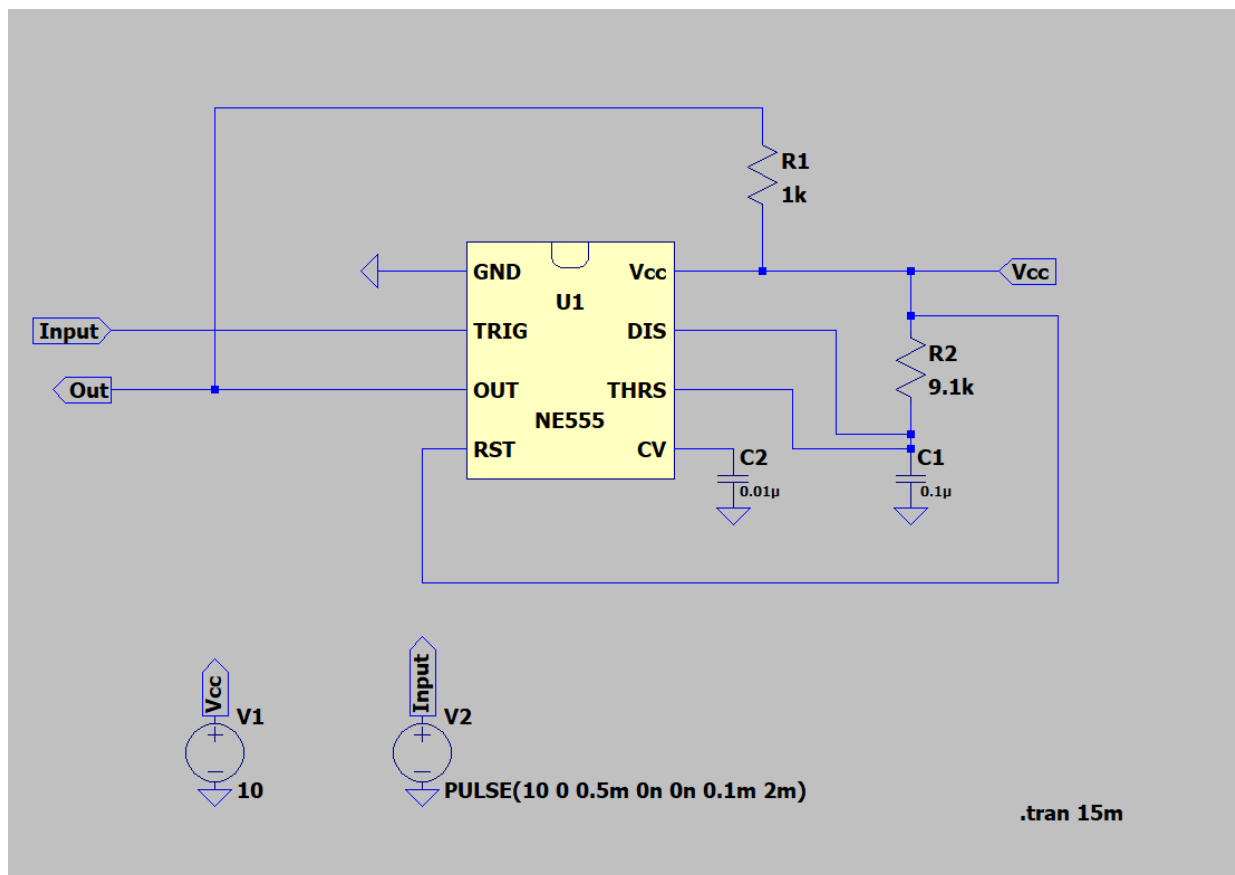 R1
1k
GND
Vcc
Vcc
U1
Input
TRIG
DIS
R2
9.1k
Out
OUT
THRS
NE555
RST
CV
C2
0.01µ
C1
0.1µ
Vcc
V1
10
Input
V2
PULSE(10 0 0.5m 0n 0n 0.1m 2m)
.tran 15m